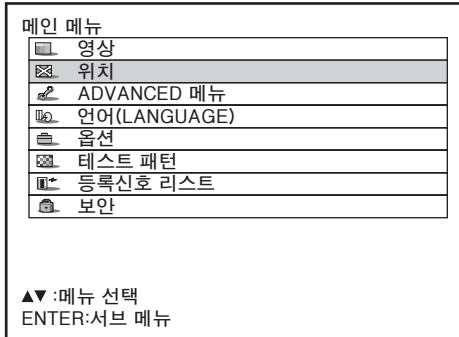 메인 메뉴
영상
위치
ADVANCED 메뉴
언어(LANGUAGE)
옵션
테스트 패턴
등록신호 리스트
보안
▲▼ :메뉴 선택
ENTER:서브 메뉴